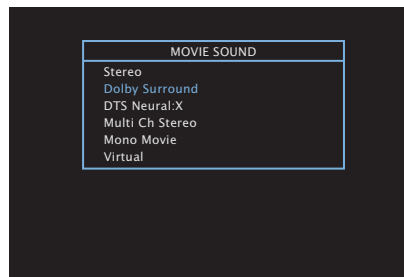 MOVIE SOUND
Stereo
Dolby Surround
DTS Neural:X
Multi Ch Stereo
Mono Movie
Virtual